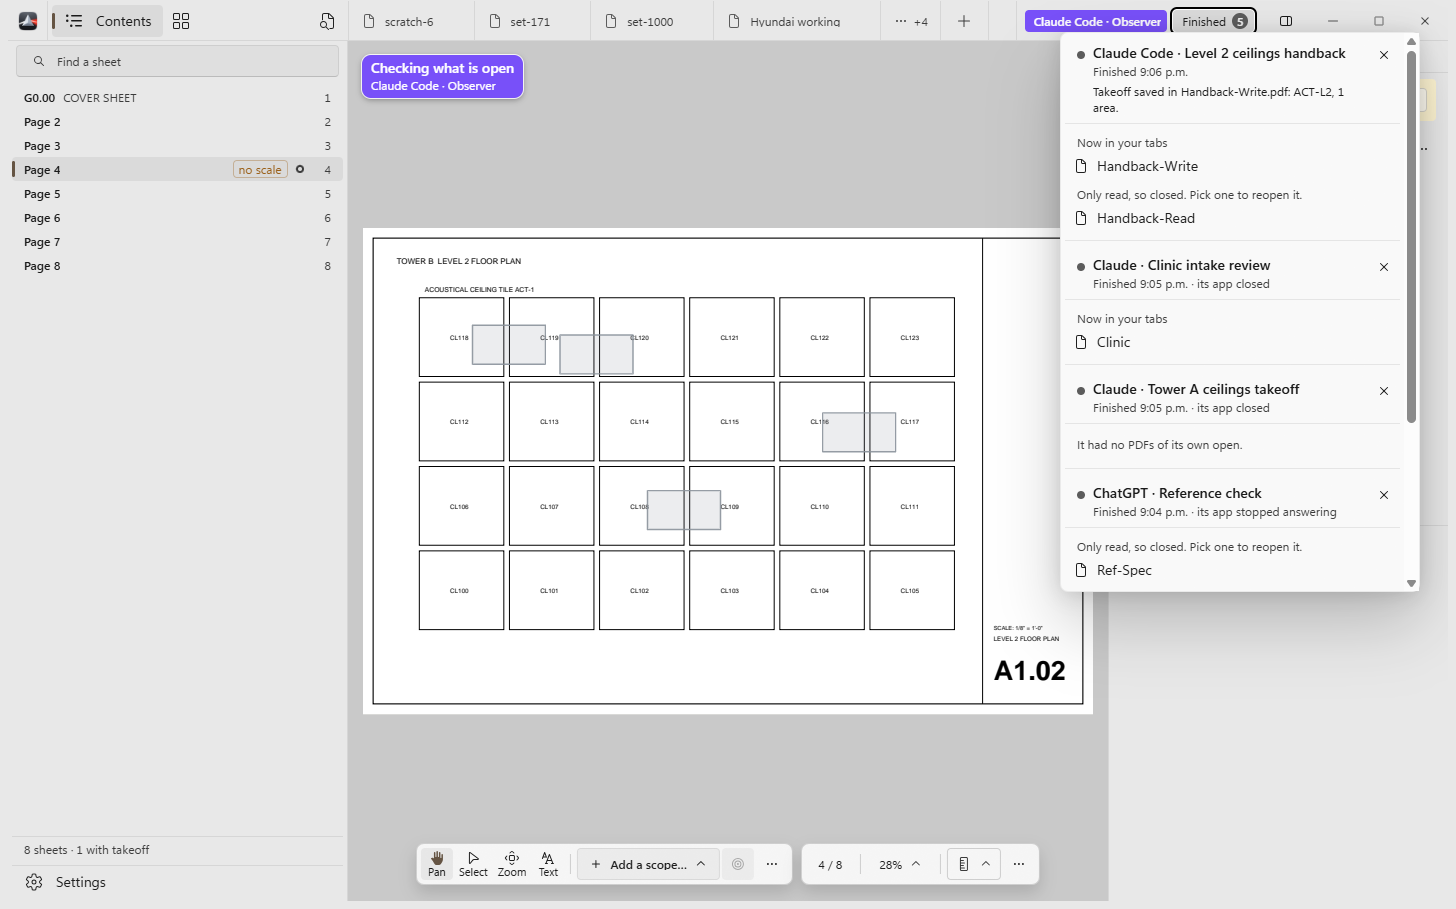 Contents
scratch-6
set-171
set-1000
Hyundai working
··· +4
Claude Code · Observer
Finished 5
Find a sheet
G0.00 COVER SHEET 1
Page 2 2
Page 3 3
Page 4 no scale 4
Page 5 5
Page 6 6
Page 7 7
Page 8 8
8 sheets · 1 with takeoff
Settings
Checking what is open
Claude Code · Observer
TOWER B LEVEL 2 FLOOR PLAN
ACOUSTICAL CEILING TILE ACT-1
CL118 CL119 CL120 CL121 CL122 CL123
CL112 CL113 CL114 CL115 CL116 CL117
CL106 CL107 CL108 CL109 CL110 CL111
CL100 CL101 CL102 CL103 CL104 CL105
SCALE: 1/8" = 1'-0"
LEVEL 2 FLOOR PLAN
A1.02
Claude Code · Level 2 ceilings handback
Finished 9:06 p.m.
Takeoff saved in Handback-Write.pdf: ACT-L2, 1
area.
Now in your tabs
Handback-Write
Only read, so closed. Pick one to reopen it.
Handback-Read
Claude · Clinic intake review
Finished 9:05 p.m. · its app closed
Now in your tabs
Clinic
Claude · Tower A ceilings takeoff
Finished 9:05 p.m. · its app closed
It had no PDFs of its own open.
ChatGPT · Reference check
Finished 9:04 p.m. · its app stopped answering
Only read, so closed. Pick one to reopen it.
Ref-Spec
Pan
Select
Zoom
Text
Add a scope...
4 / 8
28%